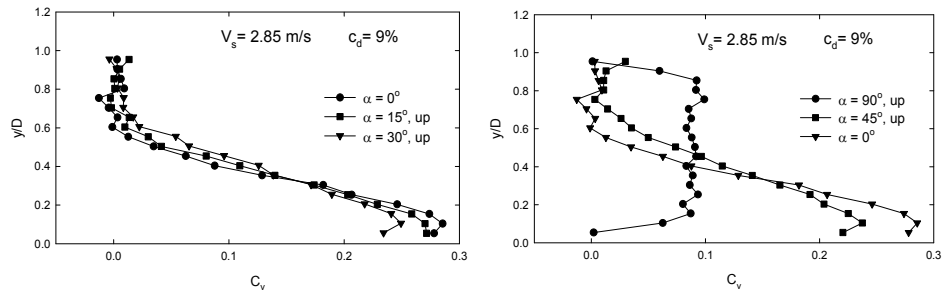 V_s = 2.85 m/s    c_d = 9%
1.2
1.0
0.8
0.6
0.4
0.2
0.0
y/D
α = 0°
α = 15°, up
α = 30°, up
0.0 0.1 0.2 0.3
C_v
V_s = 2.85 m/s    c_d = 9%
1.2
1.0
0.8
0.6
0.4
0.2
0.0
y/D
α = 90°, up
α = 45°, up
α = 0°
0.0 0.1 0.2 0.3
C_v